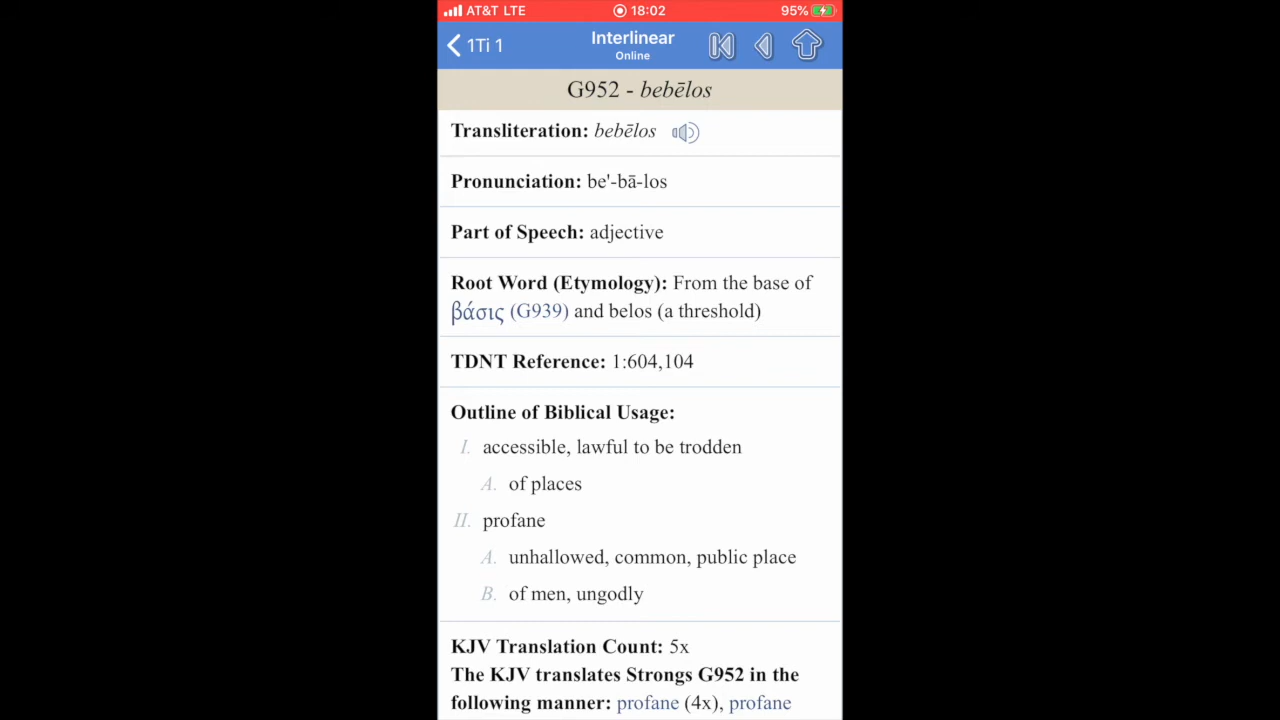 AT&T LTE 18:02 95%
1Ti 1 Interlinear
Online
G952 - bebēlos
Transliteration: bebēlos
Pronunciation: be'-bā-los
Part of Speech: adjective
Root Word (Etymology): From the base of
βάσις (G939) and belos (a threshold)
TDNT Reference: 1:604,104
Outline of Biblical Usage:
I. accessible, lawful to be trodden
A. of places
II. profane
A. unhallowed, common, public place
B. of men, ungodly
KJV Translation Count: 5x
The KJV translates Strongs G952 in the
following manner: profane (4x), profane